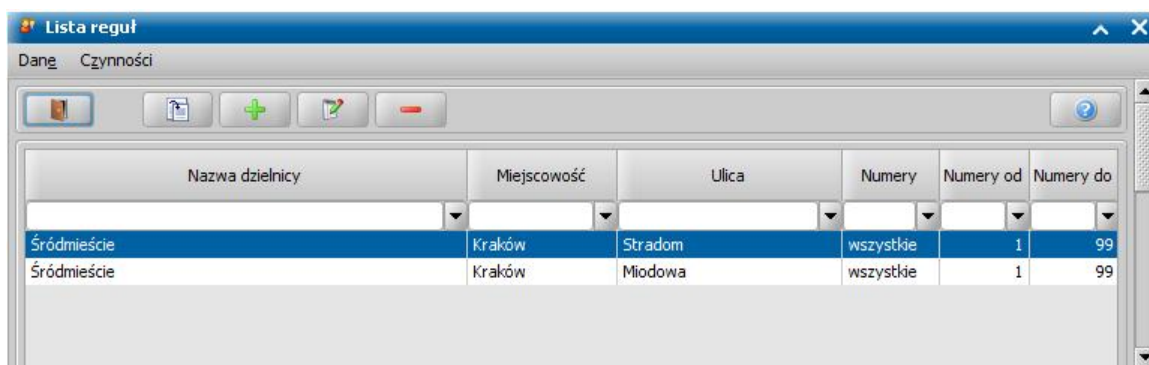 Lista reguł
Dane Czynności
Nazwa dzielnicy Miejscowość Ulica Numery Numery od Numery do
Śródmieście Kraków Stradom wszystkie 1 99
Śródmieście Kraków Miodowa wszystkie 1 99